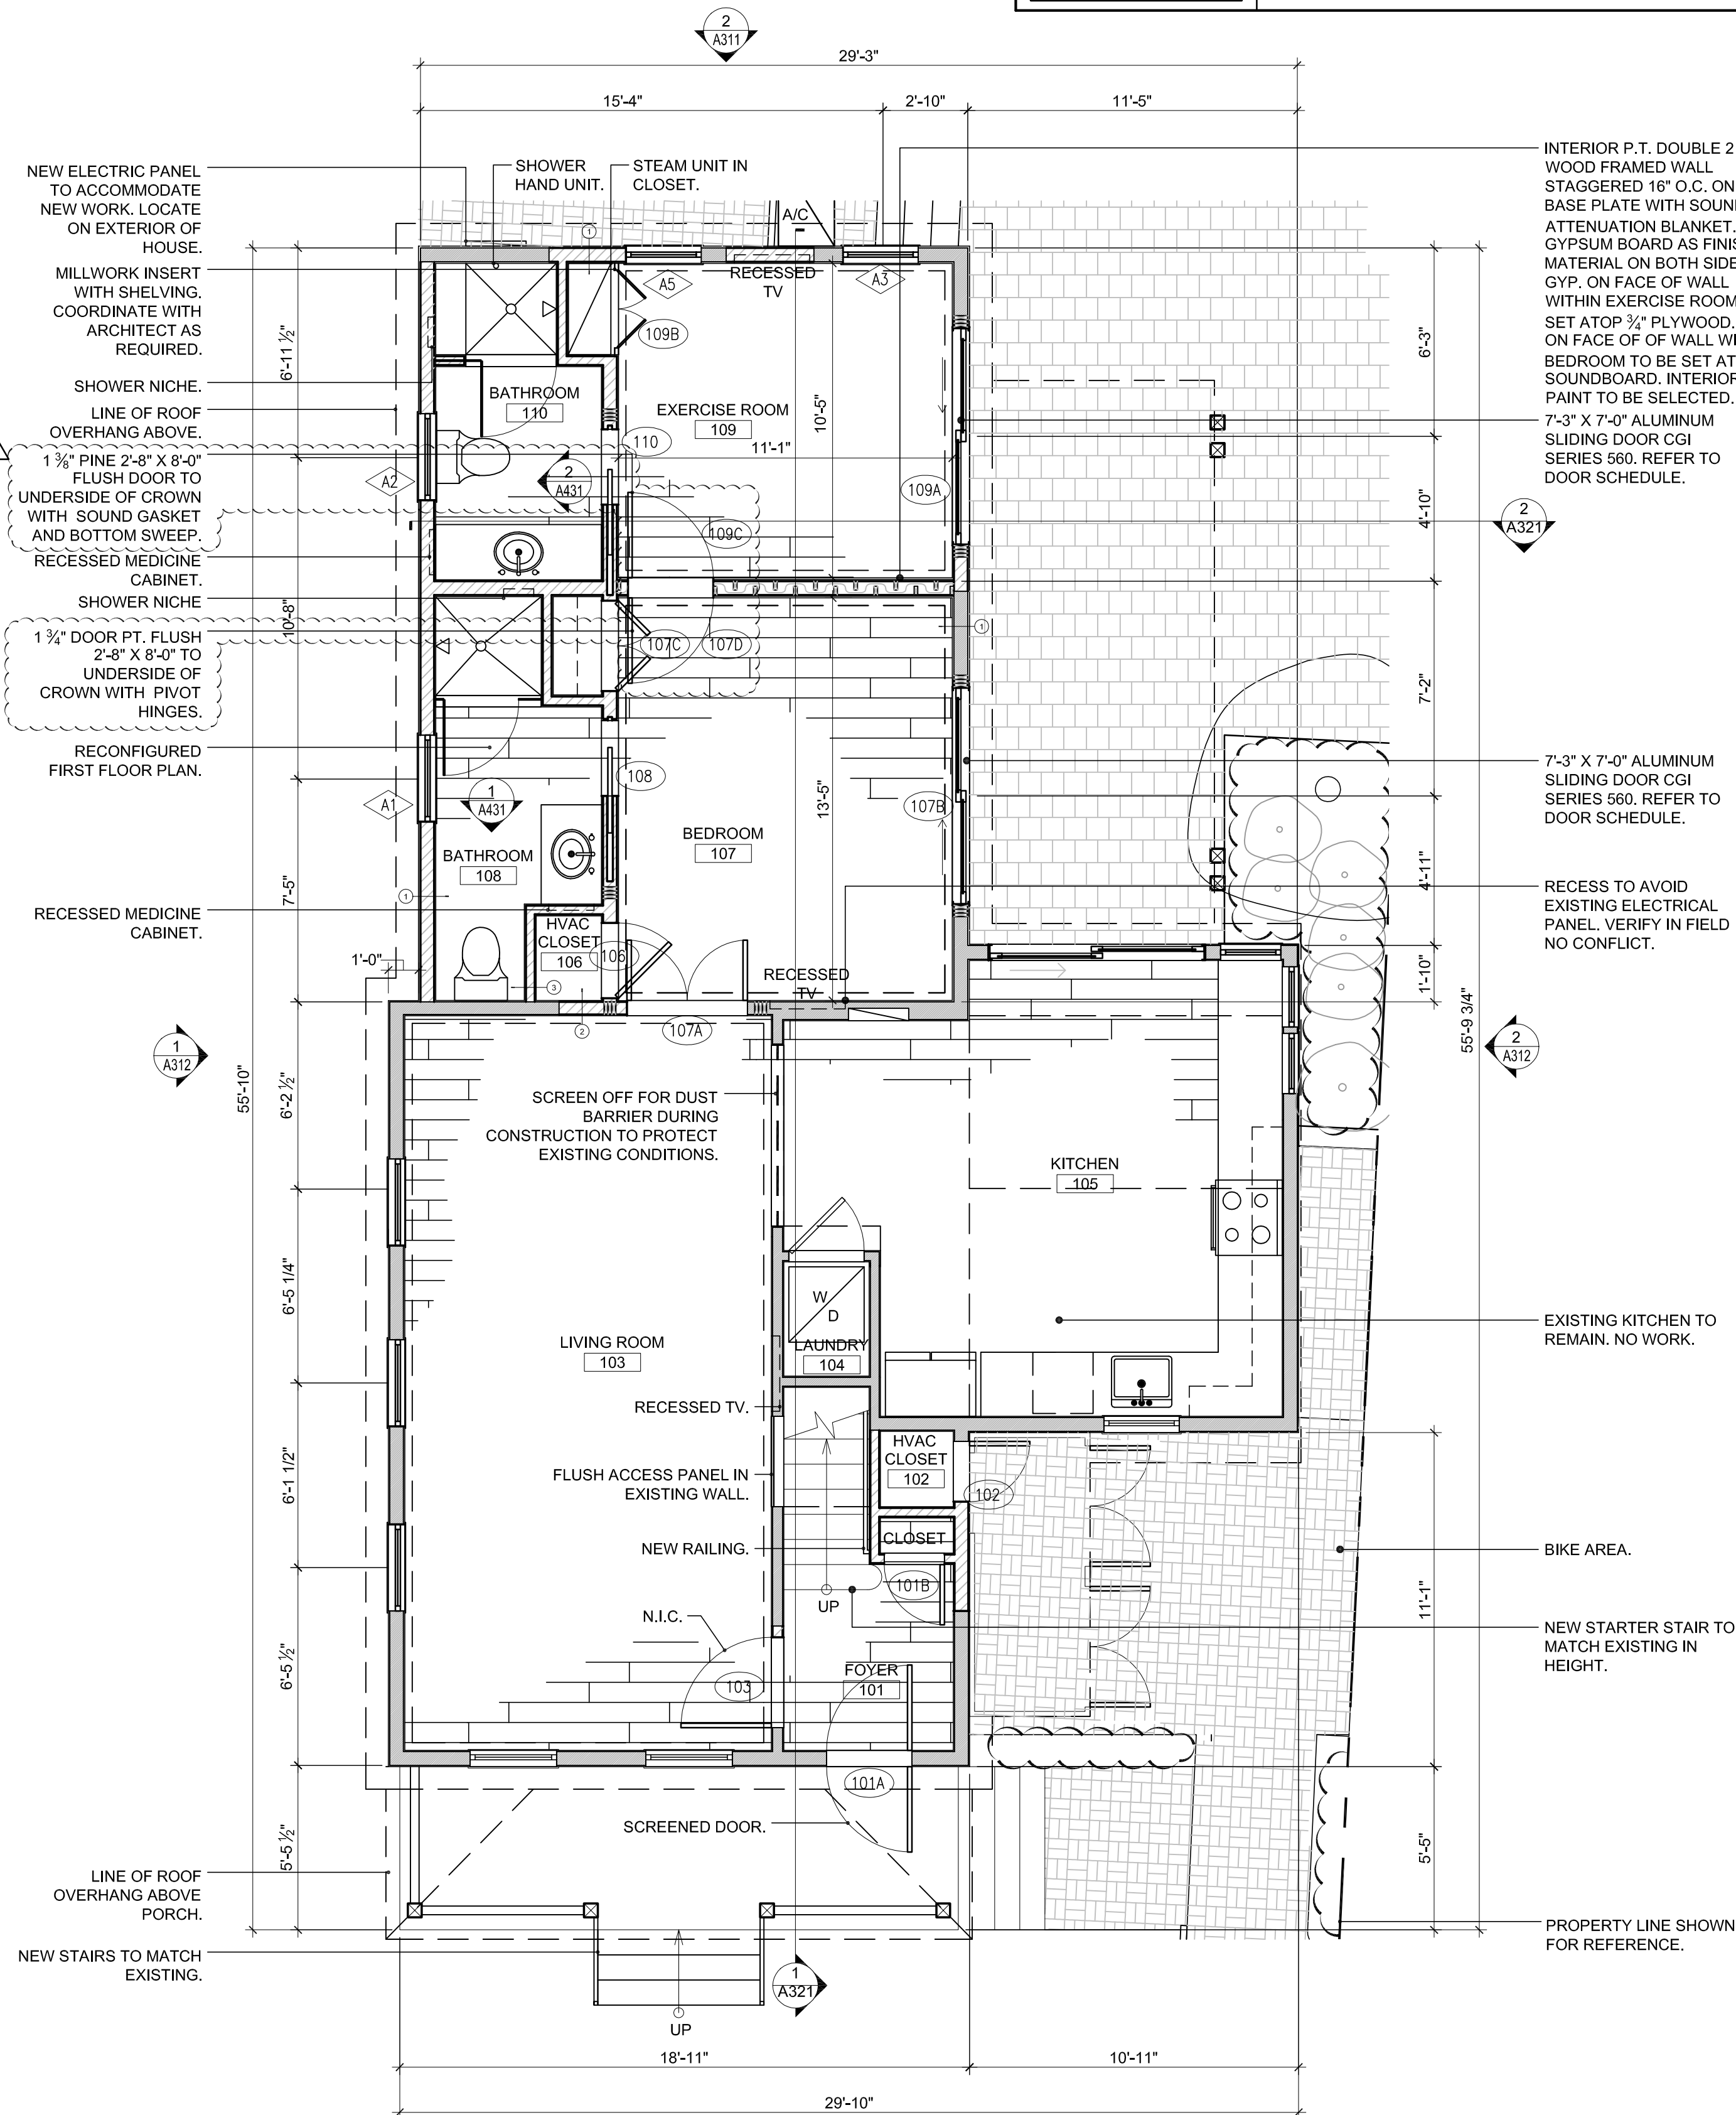 2
A311
29'-3"
15'-4"
2'-10"
11'-5"
NEW ELECTRIC PANEL
TO ACCOMMODATE
NEW WORK. LOCATE
ON EXTERIOR OF
HOUSE.
MILLWORK INSERT
WITH SHELVING.
COORDINATE WITH
ARCHITECT AS
REQUIRED.
SHOWER NICHE.
LINE OF ROOF
OVERHANG ABOVE.
1 ⅜" PINE 2'-8" X 8'-0"
FLUSH DOOR TO
UNDERSIDE OF CROWN
WITH SOUND GASKET
AND BOTTOM SWEEP.
RECESSED MEDICINE
CABINET.
SHOWER NICHE
1 ¾" DOOR PT. FLUSH
2'-8" X 8'-0" TO
UNDERSIDE OF
CROWN WITH PIVOT
HINGES.
RECONFIGURED
FIRST FLOOR PLAN.
RECESSED MEDICINE
CABINET.
SHOWER
HAND UNIT.
STEAM UNIT IN
CLOSET.
A/C
1
RECESSED
TV
A5
A3
109B
BATHROOM
110
EXERCISE ROOM
109
10'-5"
11'-1"
110
109A
A2
2
A431
109C
107C
107D
1
108
A1
1
A431
13'-5"
107B
BEDROOM
107
BATHROOM
108
1
HVAC
CLOSET
106
106
3
2
RECESSED
TV
107A
6'-11 ½"
10'-8"
7'-5"
1'-0"
55'-10"
6'-2 ½"
6'-5 1/4"
6'-1 1/2"
6'-5 ½"
5'-5 ½"
INTERIOR P.T. DOUBLE 2
WOOD FRAMED WALL
STAGGERED 16" O.C. ON
BASE PLATE WITH SOUN
ATTENUATION BLANKET.
GYPSUM BOARD AS FINIS
MATERIAL ON BOTH SIDE
GYP. ON FACE OF WALL
WITHIN EXERCISE ROOM
SET ATOP ¾" PLYWOOD.
ON FACE OF OF WALL WI
BEDROOM TO BE SET AT
SOUNDBOARD. INTERIOR
PAINT TO BE SELECTED.
7'-3" X 7'-0" ALUMINUM
SLIDING DOOR CGI
SERIES 560. REFER TO
DOOR SCHEDULE.
2
A321
7'-3" X 7'-0" ALUMINUM
SLIDING DOOR CGI
SERIES 560. REFER TO
DOOR SCHEDULE.
RECESS TO AVOID
EXISTING ELECTRICAL
PANEL. VERIFY IN FIELD
NO CONFLICT.
6'-3"
4'-10"
7'-2"
4'-11"
1'-10"
55'-9 3/4"
11'-1"
5'-5"
1
A312
2
A312
SCREEN OFF FOR DUST
BARRIER DURING
CONSTRUCTION TO PROTECT
EXISTING CONDITIONS.
KITCHEN
105
W
D
LAUNDRY
104
LIVING ROOM
103
RECESSED TV.
EXISTING KITCHEN TO
REMAIN. NO WORK.
HVAC
CLOSET
102
102
FLUSH ACCESS PANEL IN
EXISTING WALL.
CLOSET
NEW RAILING.
101B
UP
BIKE AREA.
N.I.C.
NEW STARTER STAIR TO
MATCH EXISTING IN
HEIGHT.
FOYER
101
103
101A
SCREENED DOOR.
LINE OF ROOF
OVERHANG ABOVE
PORCH.
NEW STAIRS TO MATCH
EXISTING.
PROPERTY LINE SHOWN
FOR REFERENCE.
1
A321
UP
18'-11"
10'-11"
29'-10"